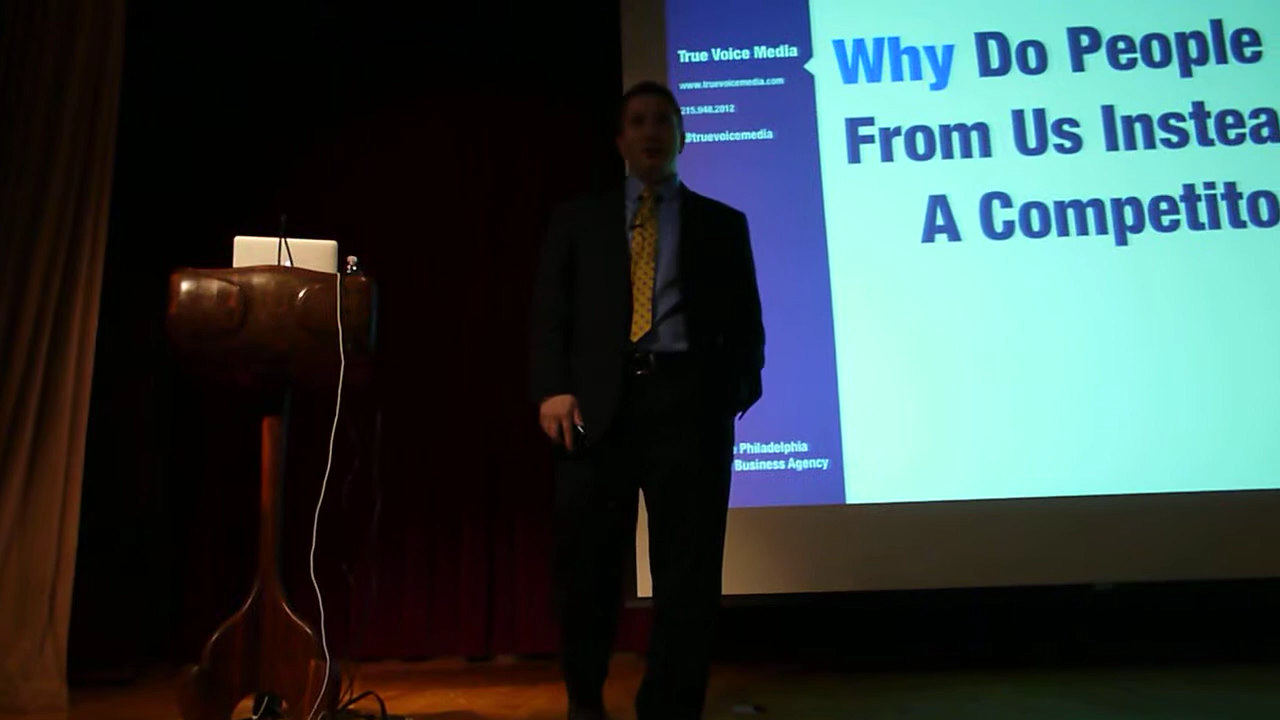 True Voice Media
www.truevoicemedia.com
215.948.2012
@truevoicemedia
Why Do People
From Us Instea
A Competito
Philadelphia
Business Agency